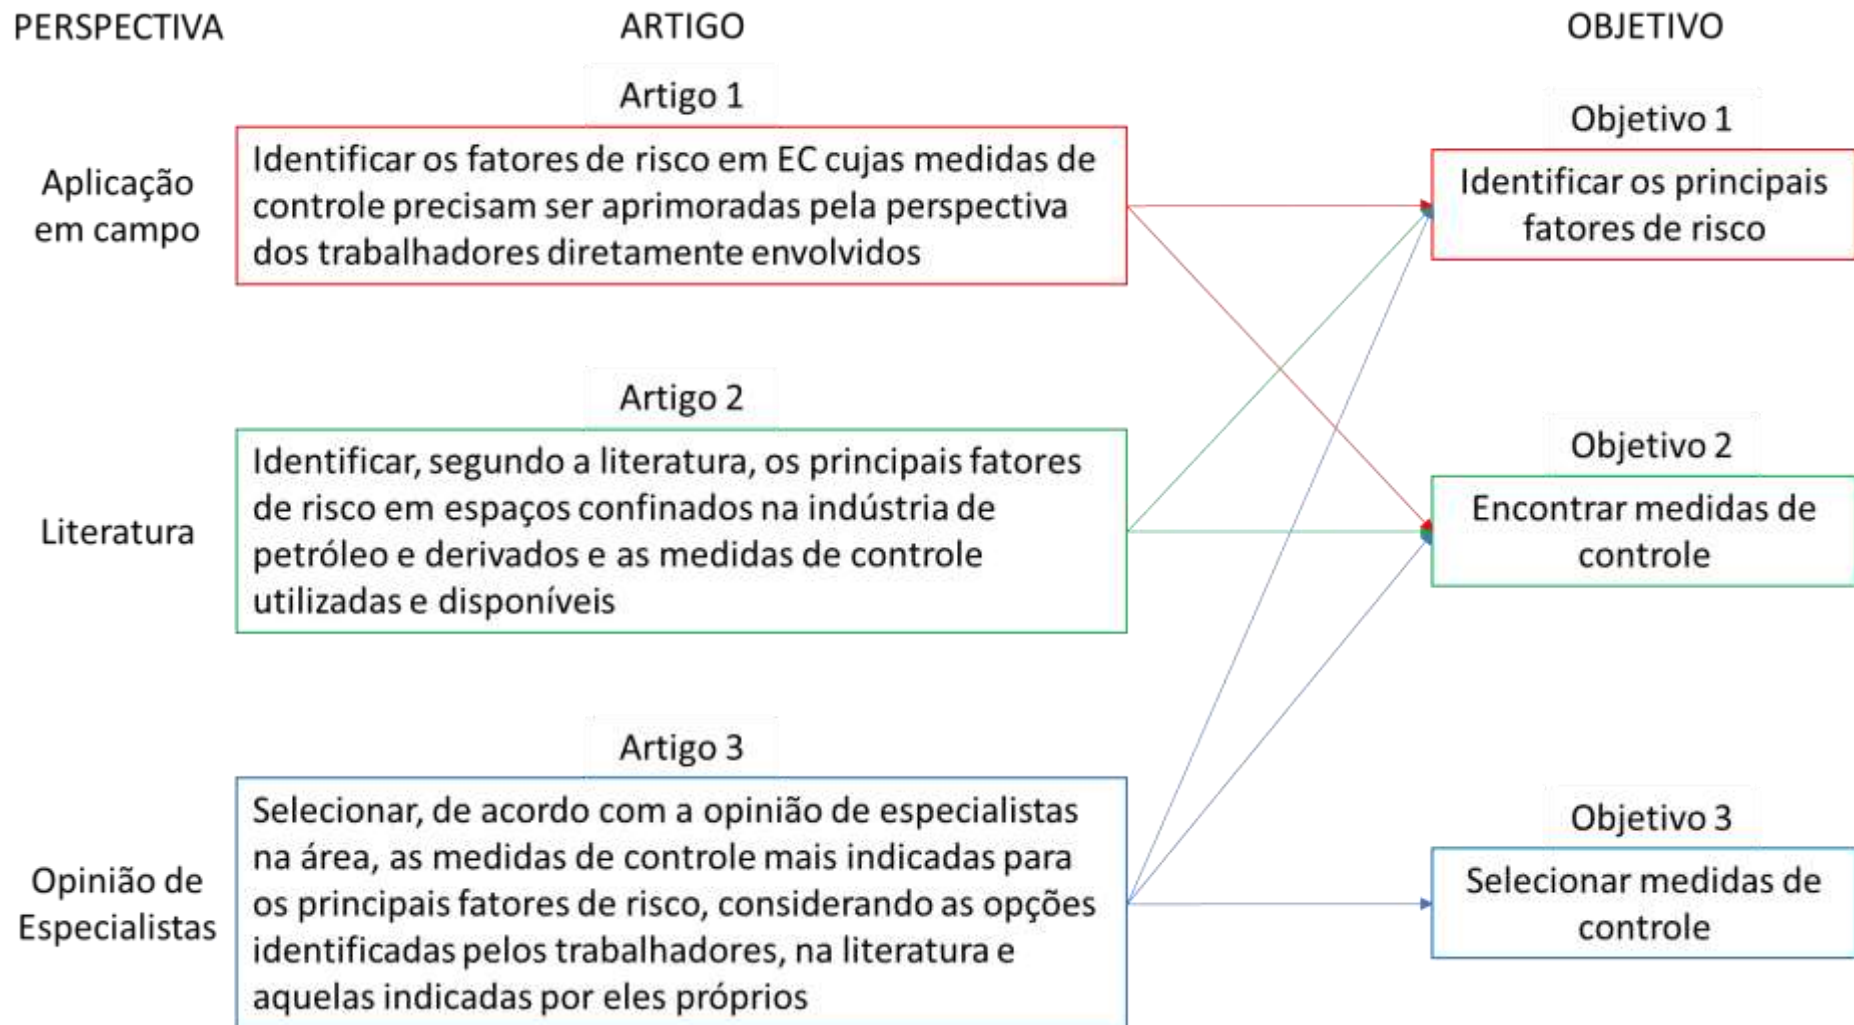 PERSPECTIVA
ARTIGO
OBJETIVO
Aplicação
em campo
Artigo 1
Identificar os fatores de risco em EC cujas medidas de
controle precisam ser aprimoradas pela perspectiva
dos trabalhadores diretamente envolvidos
Objetivo 1
Identificar os principais
fatores de risco
Literatura
Artigo 2
Identificar, segundo a literatura, os principais fatores
de risco em espaços confinados na indústria de
petróleo e derivados e as medidas de controle
utilizadas e disponíveis
Objetivo 2
Encontrar medidas de
controle
Opinião de
Especialistas
Artigo 3
Selecionar, de acordo com a opinião de especialistas
na área, as medidas de controle mais indicadas para
os principais fatores de risco, considerando as opções
identificadas pelos trabalhadores, na literatura e
aquelas indicadas por eles próprios
Objetivo 3
Selecionar medidas de
controle